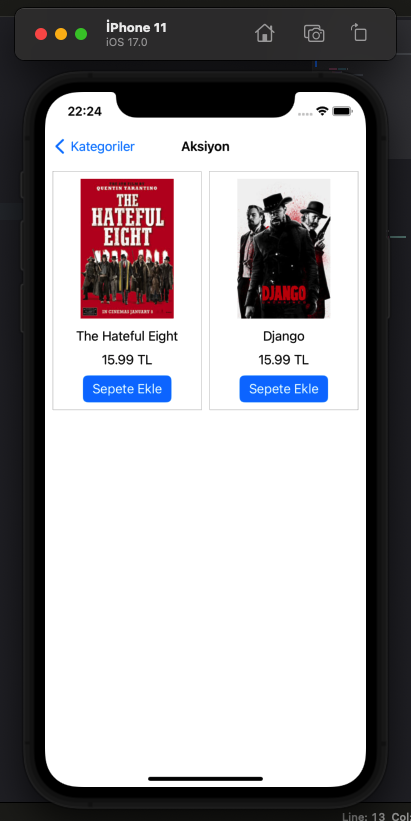 İPhone 11
iOS 17.0
22:24
Kategoriler
Aksiyon
QUENTIN TARANTINO
THE
HATEFUL
EIGHT
IN CINEMAS JANUARY 8
DJANGO
The Hateful Eight
Django
15.99 TL
15.99 TL
Sepete Ekle
Sepete Ekle
Line: 13 Col